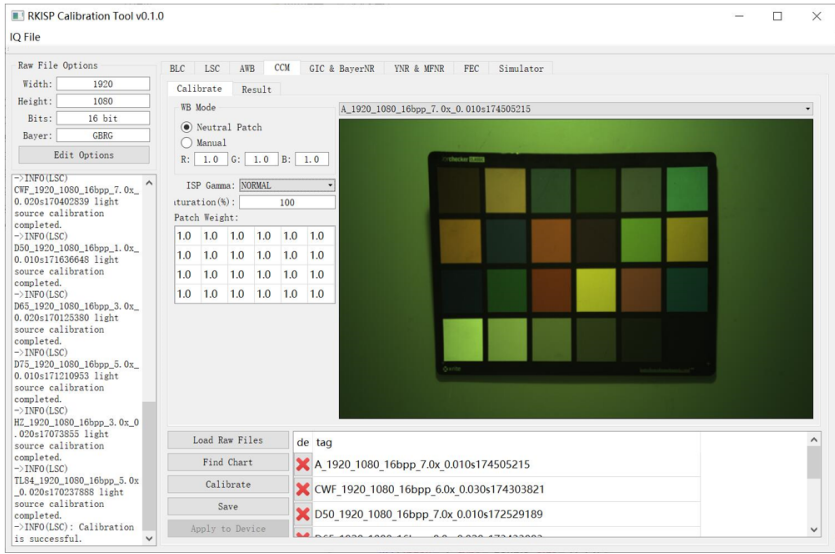 RKISP Calibration Tool v0.1.0
IQ File
Raw File Options
Width: 1920
Height: 1080
Bits: 16 bit
Bayer: GBRG
Edit Options
->INFO(LSC)
CWF_1920_1080_16bpp_7.0x_
0.020s170402839 light
source calibration
completed.
->INFO(LSC)
D50_1920_1080_16bpp_1.0x_
0.010s171636648 light
source calibration
completed.
->INFO(LSC)
D65_1920_1080_16bpp_3.0x_
0.020s170125380 light
source calibration
completed.
->INFO(LSC)
D75_1920_1080_16bpp_5.0x_
0.010s171210953 light
source calibration
completed.
->INFO(LSC)
HZ_1920_1080_16bpp_3.0x_0
.020s17073855 light
source calibration
completed.
->INFO(LSC)
TL84_1920_1080_16bpp_5.0x
_0.020s170237888 light
source calibration
completed.
->INFO(LSC): Calibration
is successful.
BLC LSC AWB CCM GIC & BayerNR YNR & MFNR FEC Simulator
Calibrate Result
WB Mode
Neutral Patch
Manual
R: 1.0 G: 1.0 B: 1.0
ISP Gamma: NORMAL
turation(%): 100
Patch Weight:
1.0 1.0 1.0 1.0 1.0 1.0
1.0 1.0 1.0 1.0 1.0 1.0
1.0 1.0 1.0 1.0 1.0 1.0
1.0 1.0 1.0 1.0 1.0 1.0
A_1920_1080_16bpp_7.0x_0.010s174505215
Load Raw Files
Find Chart
Calibrate
Save
Apply to Device
de tag
A_1920_1080_16bpp_7.0x_0.010s174505215
CWF_1920_1080_16bpp_6.0x_0.030s174303821
D50_1920_1080_16bpp_7.0x_0.010s172529189